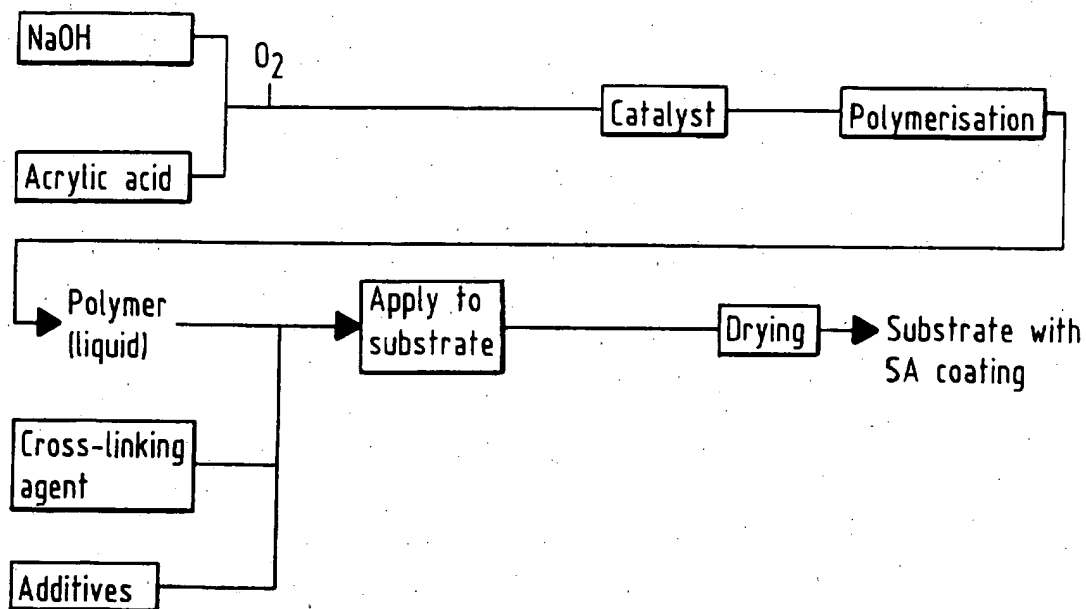 NaOH
O2
Catalyst
Polymerisation
Acrylic acid
Polymer
(liquid)
Apply to
substrate
Drying
Substrate with
SA coating
Cross-linking
agent
Additives